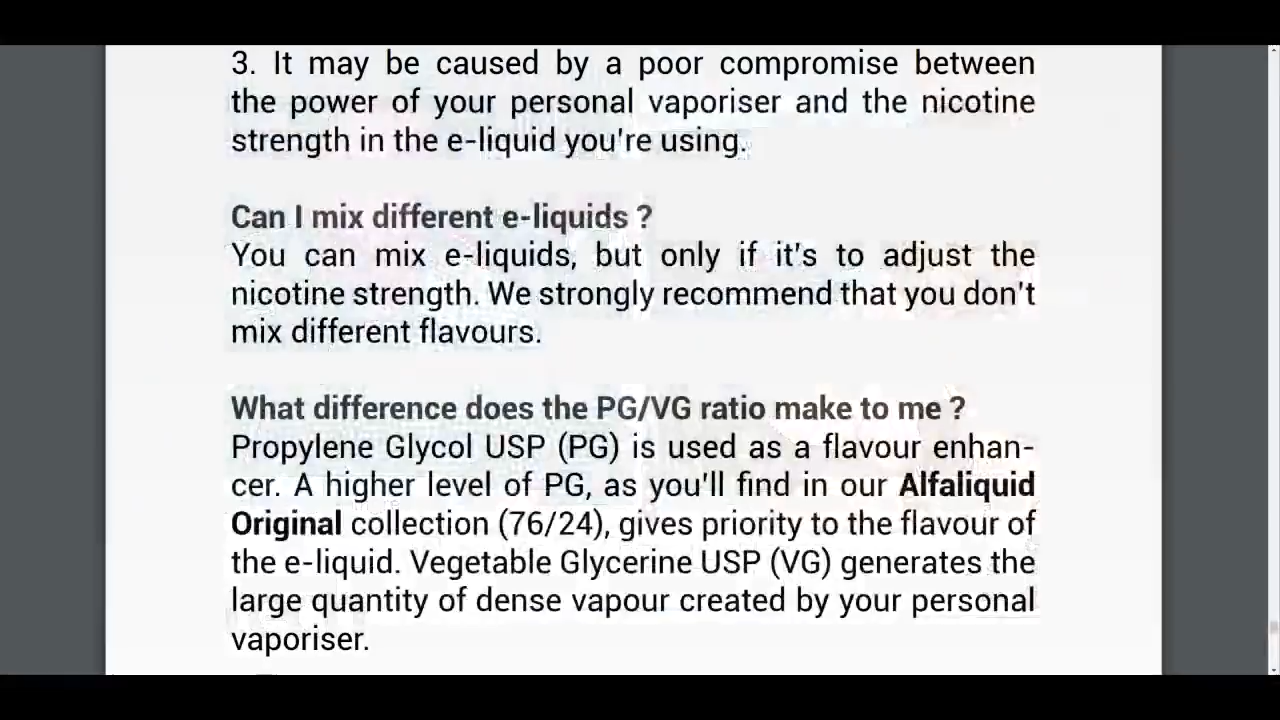 3. It may be caused by a poor compromise between
the power of your personal vaporiser and the nicotine
strength in the e-liquid you're using.
Can I mix different e-liquids ?
You can mix e-liquids, but only if it's to adjust the
nicotine strength. We strongly recommend that you don't
mix different flavours.
What difference does the PG/VG ratio make to me ?
Propylene Glycol USP (PG) is used as a flavour enhan-
cer. A higher level of PG, as you'll find in our Alfaliquid
Original collection (76/24), gives priority to the flavour of
the e-liquid. Vegetable Glycerine USP (VG) generates the
large quantity of dense vapour created by your personal
vaporiser.